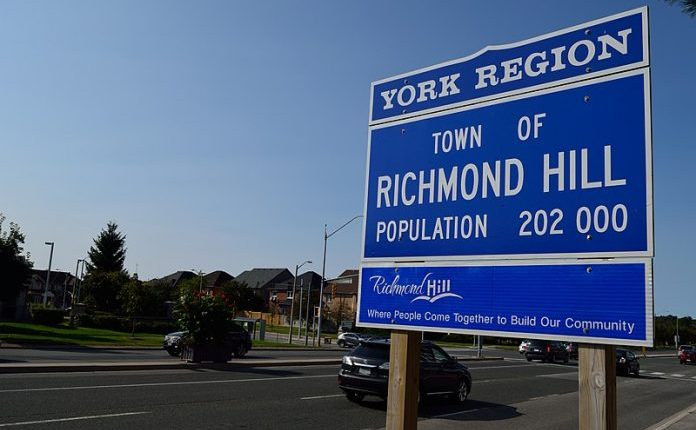 YORK REGION
TOWN OF
RICHMOND HILL
POPULATION 202 000
Richmond Hill
Where People Come Together to Build Our Community